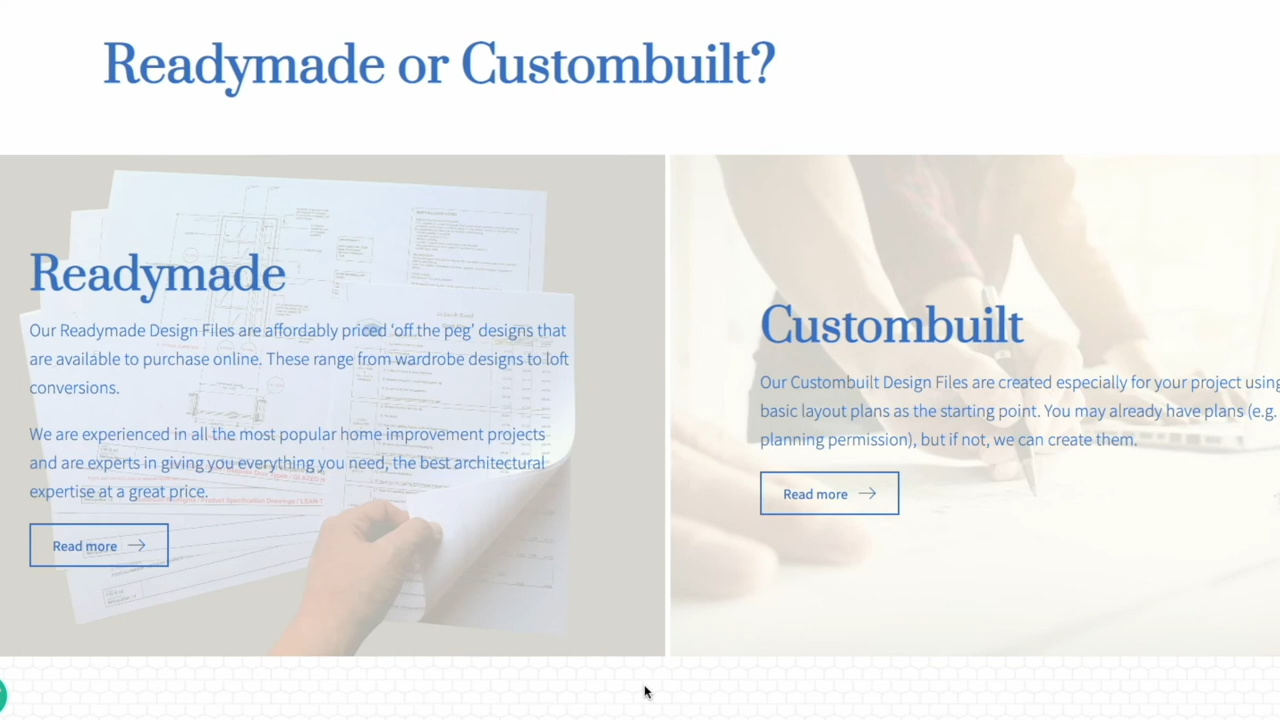 Readymade or Custombuilt?
Readymade
Our Readymade Design Files are affordably priced ‘off the peg’ designs that
are available to purchase online. These range from wardrobe designs to loft
conversions.
We are experienced in all the most popular home improvement projects
and are experts in giving you everything you need, the best architectural
expertise at a great price.
Read more
Custombuilt
Our Custombuilt Design Files are created especially for your project using
basic layout plans as the starting point. You may already have plans (e.g.
planning permission), but if not, we can create them.
Read more